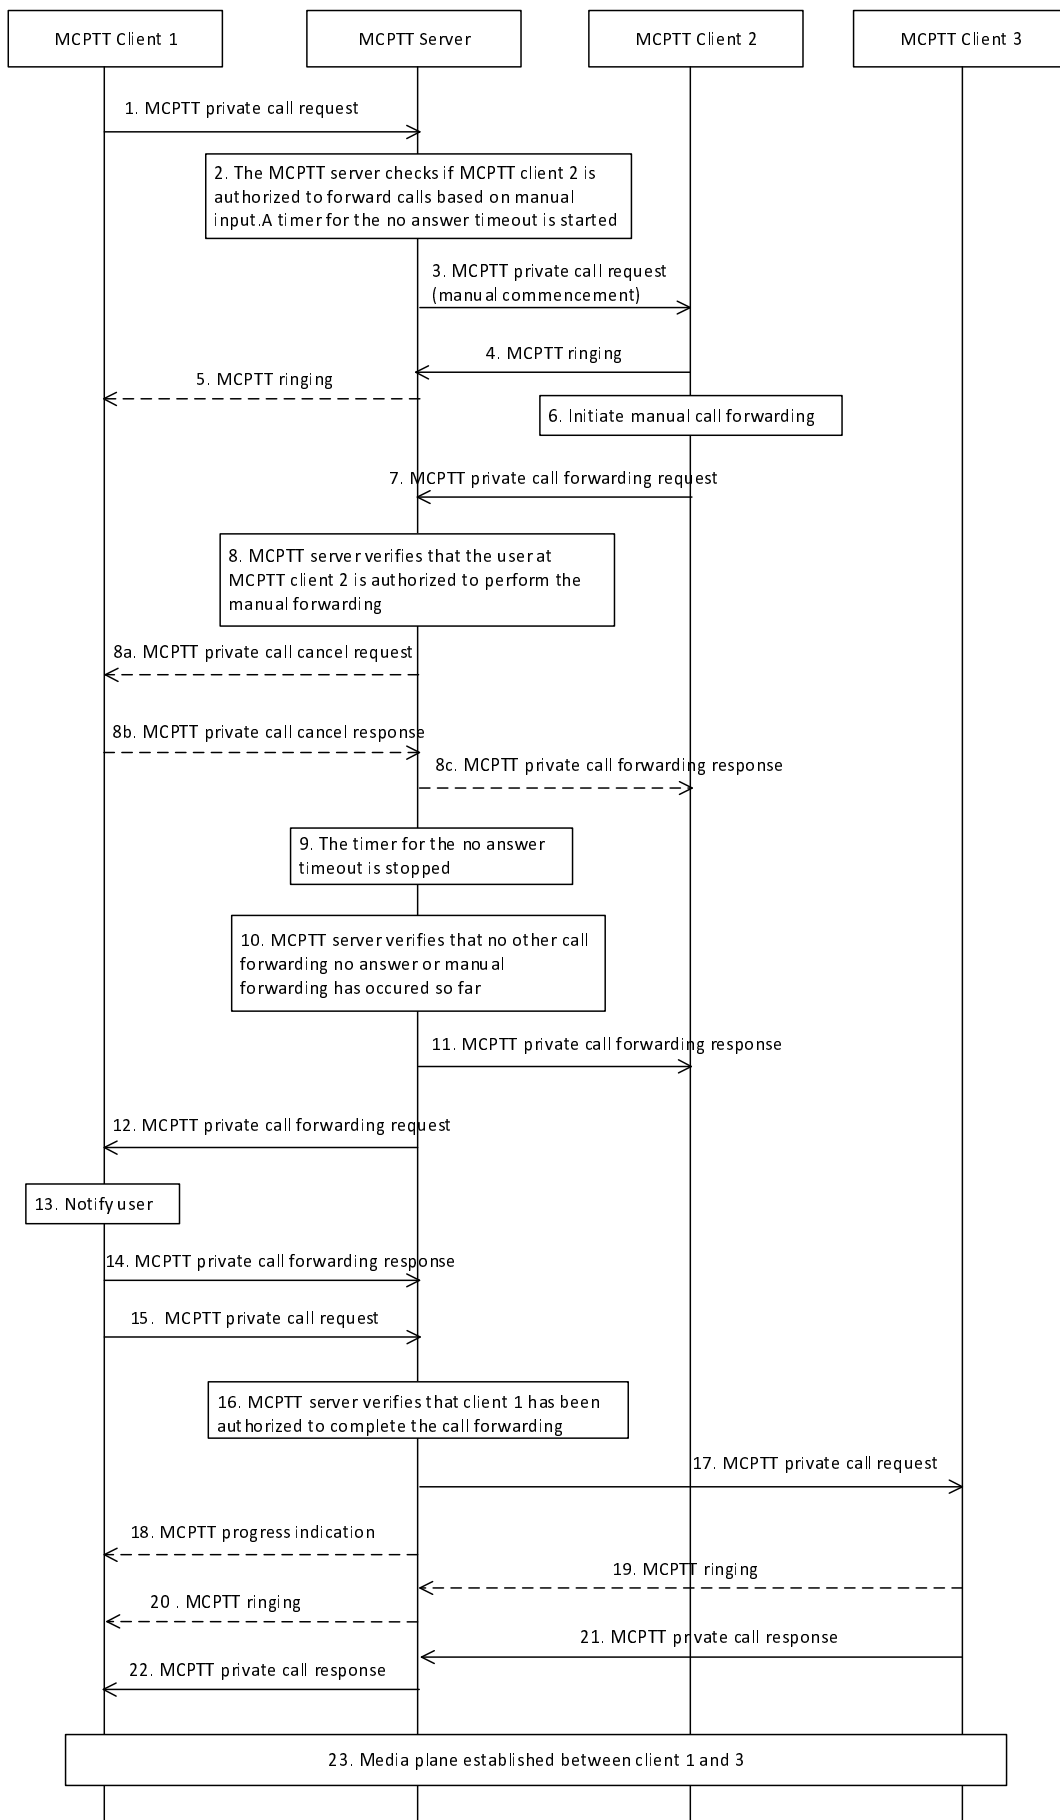 MCPTT Client 1
MCPTT Server
MCPTT Client 2
MCPTT Client 3
1. MCPTT private call request
2. The MCPTT server checks if MCPTT client 2 is
authorized to forward calls based on manual
input.A timer for the no answer timeout is started
3. MCPTT private call request
(manual commencement)
4. MCPTT ringing
5. MCPTT ringing
6. Initiate manual call forwarding
7. MCPTT private call forwarding request
8. MCPTT server verifies that the user at
MCPTT client 2 is authorized to perform the
manual forwarding
8a. MCPTT private call cancel request
8b. MCPTT private call cancel response
8c. MCPTT private call forwarding response
9. The timer for the no answer
timeout is stopped
10. MCPTT server verifies that no other call
forwarding no answer or manual
forwarding has occured so far
11. MCPTT private call forwarding response
12. MCPTT private call forwarding request
13. Notify user
14. MCPTT private call forwarding response
15. MCPTT private call request
16. MCPTT server verifies that client 1 has been
authorized to complete the call forwarding
17. MCPTT private call request
18. MCPTT progress indication
19. MCPTT ringing
20 . MCPTT ringing
21. MCPTT private call response
22. MCPTT private call response
23. Media plane established between client 1 and 3